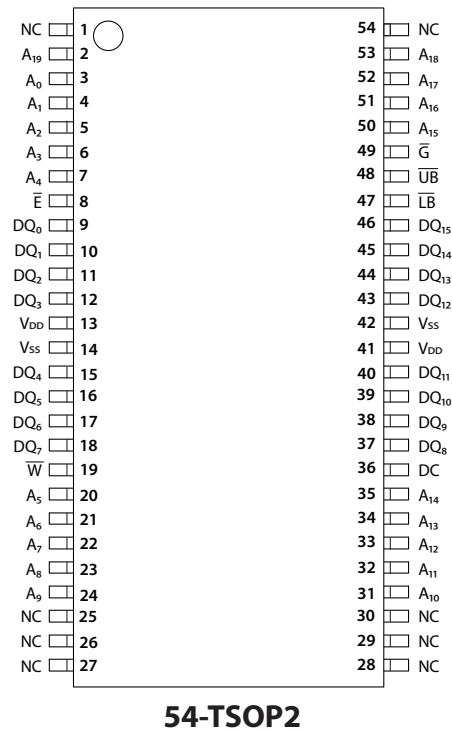 NC 1 54 NC
A₁₉ 2 53 A₁₈
A₀ 3 52 A₁₇
A₁ 4 51 A₁₆
A₂ 5 50 A₁₅
A₃ 6 49 G̅
A₄ 7 48 U̅B̅
E̅ 8 47 L̅B̅
DQ₀ 9 46 DQ₁₅
DQ₁ 10 45 DQ₁₄
DQ₂ 11 44 DQ₁₃
DQ₃ 12 43 DQ₁₂
VDD 13 42 Vss
Vss 14 41 VDD
DQ₄ 15 40 DQ₁₁
DQ₅ 16 39 DQ₁₀
DQ₆ 17 38 DQ₉
DQ₇ 18 37 DQ₈
W̅ 19 36 DC
A₅ 20 35 A₁₄
A₆ 21 34 A₁₃
A₇ 22 33 A₁₂
A₈ 23 32 A₁₁
A₉ 24 31 A₁₀
NC 25 30 NC
NC 26 29 NC
NC 27 28 NC
54-TSOP2